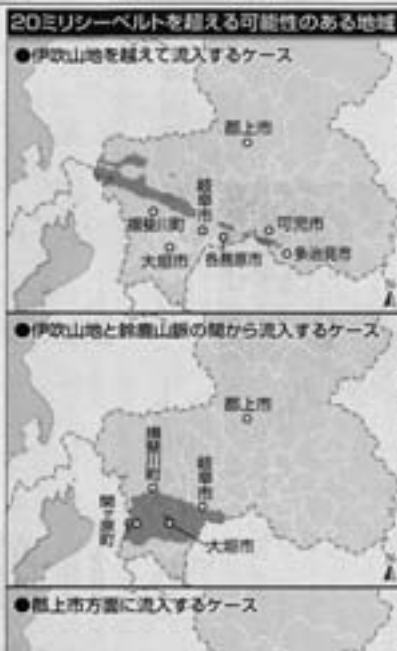 20ミリシーベルトを超える可能性のある地域
●伊吹山地を越えて流入するケース
郡上市
揖斐川町
岐阜市
可児市
大垣市
各務原市
多治見市
●伊吹山地と鈴鹿山脈の間から流入するケース
郡上市
揖斐川町
岐阜市
関ケ原町
大垣市
●郡上市方面に流入するケース